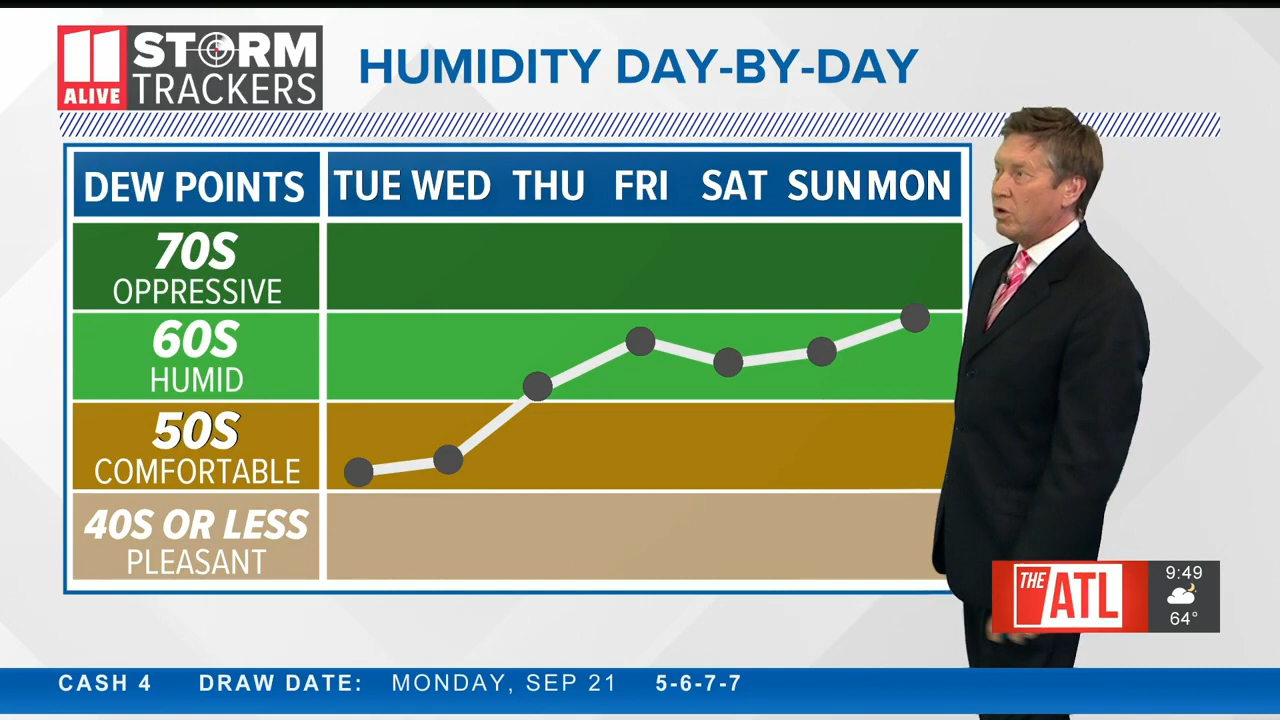 11 ALIVE STORM TRACKERS
HUMIDITY DAY-BY-DAY
DEW POINTS TUE WED THU FRI SAT SUN MON
70S
OPPRESSIVE
60S
HUMID
50S
COMFORTABLE
40S OR LESS
PLEASANT
THE ATL
9:49
64°
CASH 4 DRAW DATE: MONDAY, SEP 21 5-6-7-7